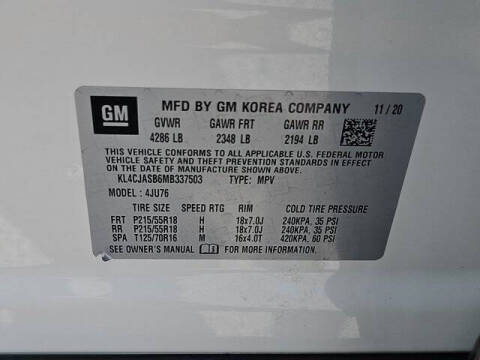 GM MFD BY GM KOREA COMPANY 11/20
GVWR GAWR FRT GAWR RR
4286 LB 2348 LB 2194 LB
THIS VEHICLE CONFORMS TO ALL APPLICABLE U.S. FEDERAL MOTOR
VEHICLE SAFETY AND THEFT PREVENTION STANDARDS IN EFFECT ON
THE DATE OF MANUFACTURE SHOWN ABOVE.
KL4CJASB6MB337503 TYPE: MPV
MODEL: 4JU76
TIRE SIZE SPEED RTG RIM COLD TIRE PRESSURE
FRT P215/55R18 H 18x7.0J 240KPA, 35 PSI
RR P215/55R18 H 18x7.0J 240KPA, 35 PSI
SPA T125/70R16 M 16x4.0T 420KPA, 60 PSI
SEE OWNER'S MANUAL FOR MORE INFORMATION.